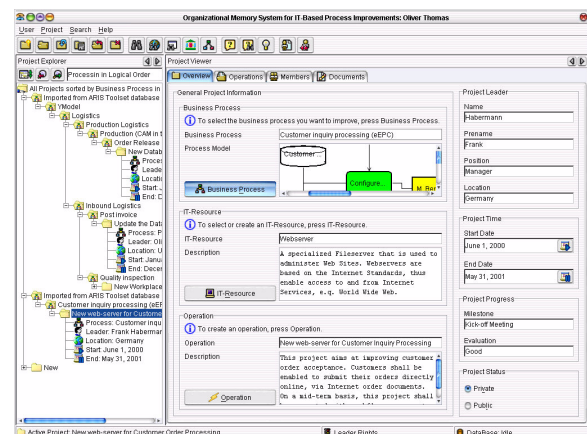 Organizational Memory System for IT-Based Process Improvements: Oliver Thomas
User Project Search Help
Project Explorer
Processin in Logical Order
All Projects sorted by Business Process in
Imported from ARIS Toolset database
YModel
Logistics
Production Logistics
Production (CAM in t
Order Release
New Datab
Proces
Leade
Locatio
Start: J
End: D
Inbound Logistics
Post invoice
Update the Data
Process: P
Leader: Oli
Location: U
Start: Janua
End: Decer
Quality inspection
New Workplace
Imported from ARIS Toolset database
Customer inquiry processing (eEF
New web-server for Custome
Process: Customer inqu
Leader: Frank Haberman
Location: Germany
Start June 1, 2000
End: May 31, 2001
New
Project Viewer
Overview Operations Members Documents
General Project Information
Business Process
To select the business process you want to improve, press Business Process.
Business Process
Customer inquiry processing (eEPC)
Process Model
Customer...
Configure...
M. Ber
Business Process
IT-Resource
To select or create an IT-Resource, press IT-Resource.
IT-Resource
Webserver
Description
A specialized Fileserver that is used to
administer Web Sites. Webservers are
based on the Internet Standards, thus
enable access to and from Internet
Services, e.q. World Wide Web.
IT-Resource
Operation
To create an operation, press Operation.
Operation
New web-server for Customer Inquiry Processing
Description
This project aims at improving customer
order acceptance. Customers shall be
enabled to submit their orders directly
online, via Internet order documents.
On a mid-term basis, this project shall
Operation
Project Leader
Name
Habermann
Prename
Frank
Position
Manager
Location
Germany
Project Time
Start Date
June 1, 2000
End Date
May 31, 2001
Project Progress
Milestone
Kick-off Meeting
Evaluation
Good
Project Status
Private
Public
Active Project: New web-server for Customer Order Processing
Leader Rights
DataBase: Idle